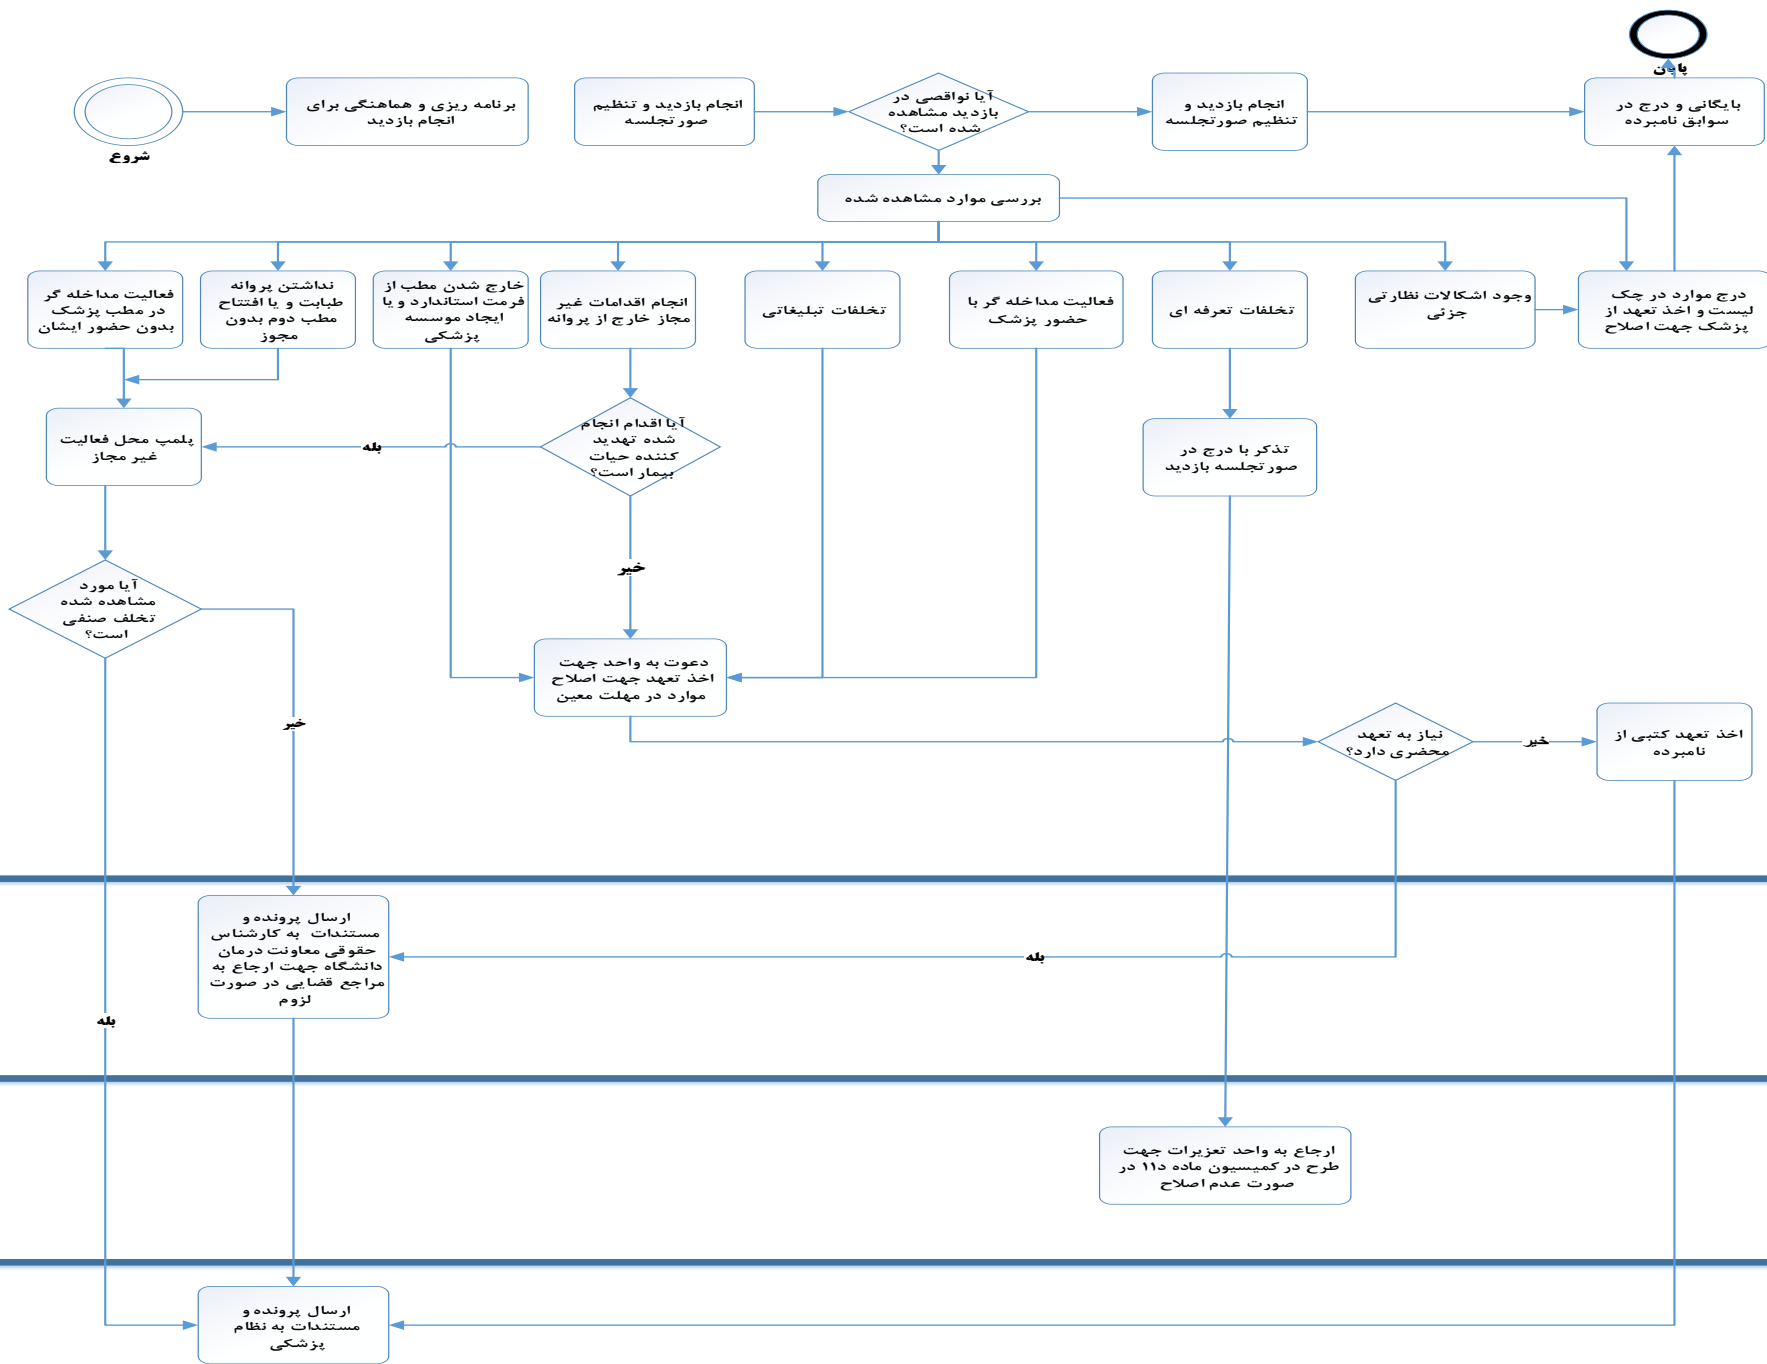 پایان
شروع
برنامه ریزی و هماهنگی برای
انجام بازدید
انجام بازدید و تنظیم
صورتجلسه
آیا نواقصی در
بازدید مشاهده
شده است؟
انجام بازدید و
تنظیم صورتجلسه
بایگانی و درج در
سوابق نامبرده
بررسی موارد مشاهده شده
فعالیت مداخله گر
در مطب پزشک
بدون حضور ایشان
نداشتن پروانه
طبابت و یا افتتاح
مطب دوم بدون
مجوز
خارج شدن مطب از
فرمت استاندارد و یا
ایجاد موسسه
پزشکی
انجام اقدامات غیر
مجاز خارج از پروانه
تخلفات تبلیغاتی
فعالیت مداخله گر با
حضور پزشک
تخلفات تعرفه ای
وجود اشکالات نظارتی
جزئی
درج موارد در چک
لیست و اخذ تعهد از
پزشک جهت اصلاح
پلمپ محل فعالیت
غیر مجاز
بله
آیا اقدام انجام
شده تهدید
کننده حیات
بیمار است؟
تذکر با درج در
صورتجلسه بازدید
خیر
آیا مورد
مشاهده شده
تخلف صنفی
است؟
دعوت به واحد جهت
اخذ تعهد جهت اصلاح
موارد در مهلت معین
خیر
نیاز به تعهد
محضری دارد؟
خیر
اخذ تعهد کتبی از
نامبرده
ارسال پرونده و
مستندات به کارشناس
حقوقی معاونت درمان
دانشگاه جهت ارجاع به
مراجع قضایی در صورت
لزوم
بله
بله
ارجاع به واحد تعزیرات جهت
طرح در کمیسیون ماده د۱۱ در
صورت عدم اصلاح
ارسال پرونده و
مستندات به نظام
پزشکی